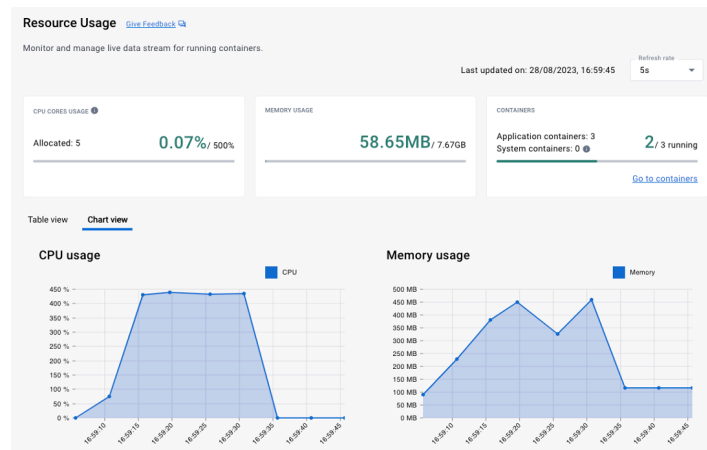 Resource Usage Give Feedback
Monitor and manage live data stream for running containers.
Last updated on: 28/08/2023, 16:59:45
Refresh rate
5s
CPU CORES USAGE
Allocated: 5
0.07% / 500%
MEMORY USAGE
58.65MB / 7.67GB
CONTAINERS
Application containers: 3
System containers: 0
2 / 3 running
Go to containers
Table view Chart view
CPU usage
CPU
450 %
400 %
350 %
300 %
250 %
200 %
150 %
100 %
50 %
0 %
16:59:10 16:59:15 16:59:20 16:59:25 16:59:30 16:59:35 16:59:40 16:59:45
Memory usage
Memory
500 MB
450 MB
400 MB
350 MB
300 MB
250 MB
200 MB
150 MB
100 MB
50 MB
0 MB
16:59:10 16:59:15 16:59:20 16:59:25 16:59:30 16:59:35 16:59:40 16:59:45